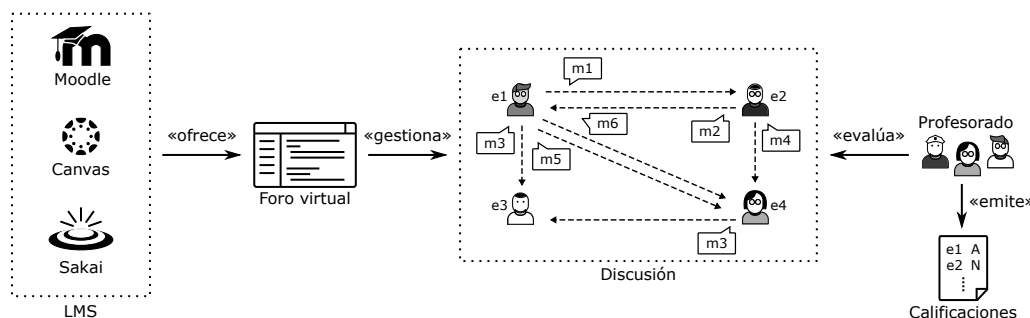 Moodle
Canvas
Sakai
LMS
«ofrece»
Foro virtual
«gestiona»
m1
e1
e2
m6
m3
m2
m4
m5
e3
e4
m3
Discusión
«evalúa»
Profesorado
«emite»
e1 A
e2 N
Calificaciones